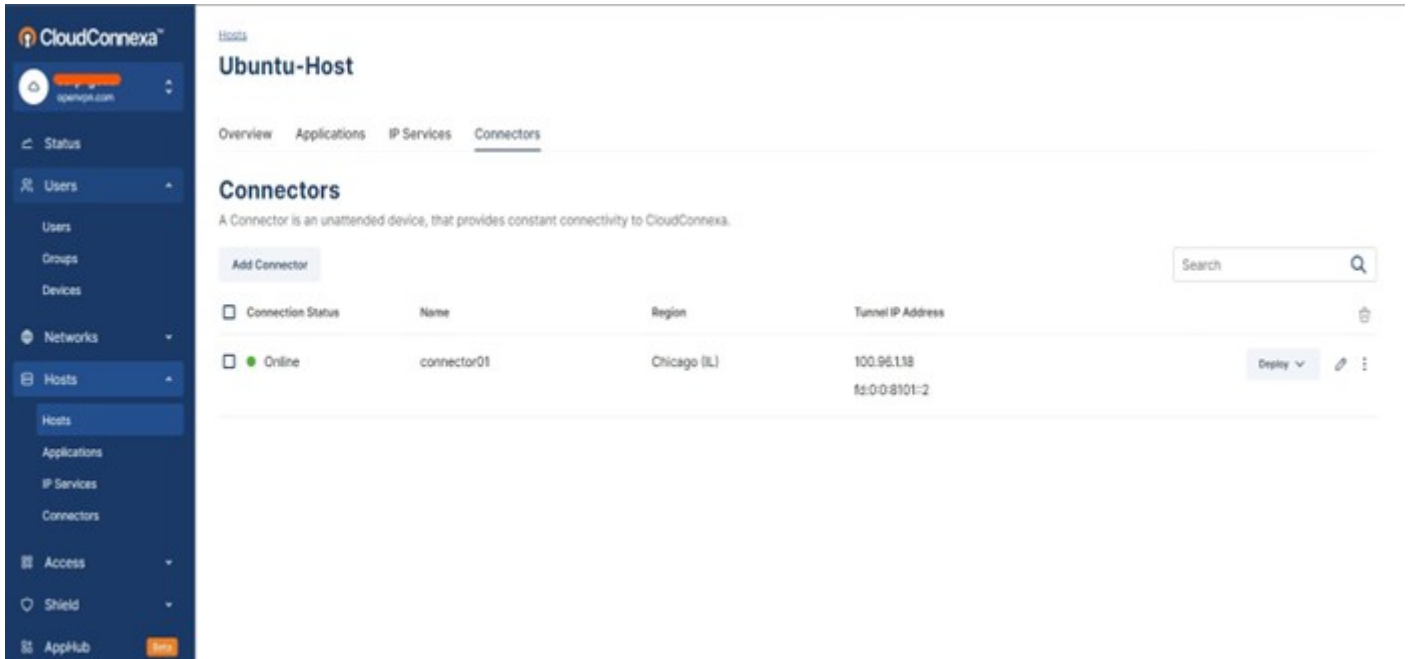 CloudConnexa™
openvpn.com
Status
Users
Users
Groups
Devices
Networks
Hosts
Hosts
Applications
IP Services
Connectors
Access
Shield
AppHub Beta
Hosts
Ubuntu-Host
Overview Applications IP Services Connectors
Connectors
A Connector is an unattended device, that provides constant connectivity to CloudConnexa.
Add Connector
Search
Connection Status Name Region Tunnel IP Address
Online connector01 Chicago (IL) 100.96.1.18 Deploy
fd:0:0:8101::2